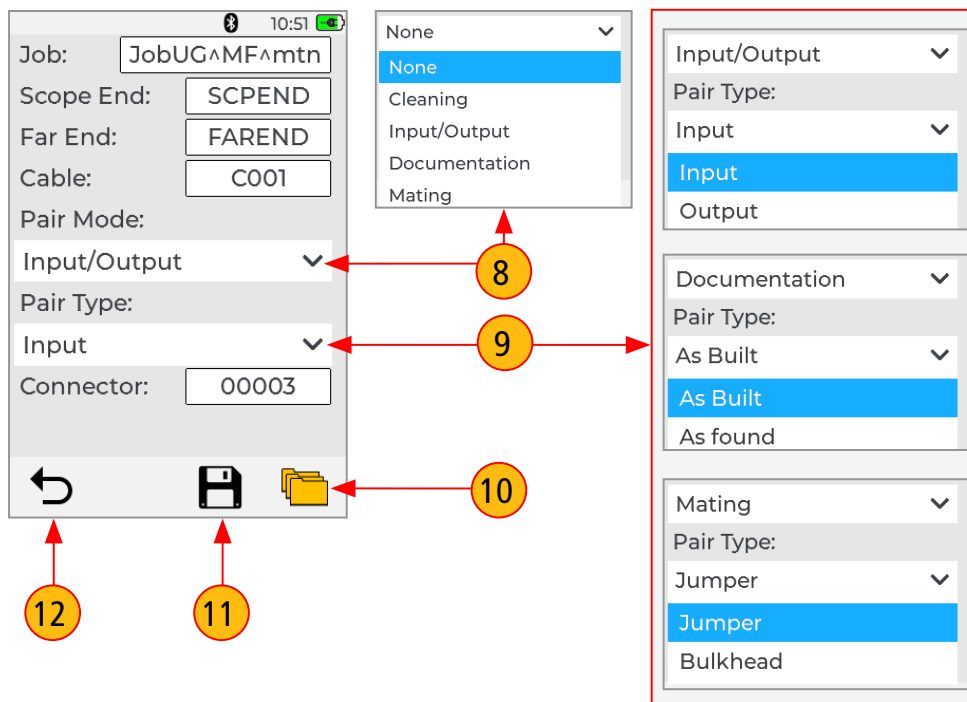 10:51
Job: JobUG^MF^mtn
Scope End: SCPEND
Far End: FAREND
Cable: C001
Pair Mode:
Input/Output
Pair Type:
Input
Connector: 00003
None
None
Cleaning
Input/Output
Documentation
Mating
8
9
10
11
12
Input/Output
Pair Type:
Input
Input
Output
Documentation
Pair Type:
As Built
As Built
As found
Mating
Pair Type:
Jumper
Jumper
Bulkhead